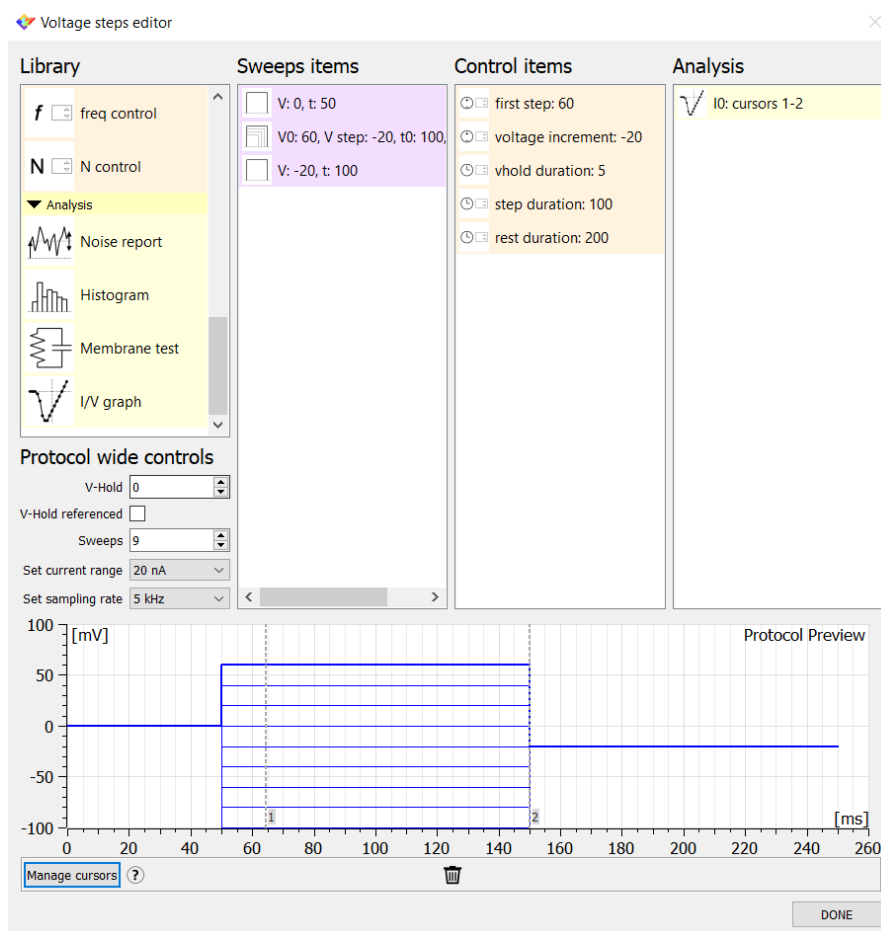 Voltage steps editor
Library
Sweeps items
Control items
Analysis
f freq control
N N control
Analysis
Noise report
Histogram
Membrane test
I/V graph
V: 0, t: 50
V0: 60, V step: -20, t0: 100,
V: -20, t: 100
first step: 60
voltage increment: -20
vhold duration: 5
step duration: 100
rest duration: 200
I0: cursors 1-2
Protocol wide controls
V-Hold 0
V-Hold referenced
Sweeps 9
Set current range 20 nA
Set sampling rate 5 kHz
[mV]
Protocol Preview
100
50
0
-50
-100
1
2
[ms]
0 20 40 60 80 100 120 140 160 180 200 220 240 260
Manage cursors ?
DONE